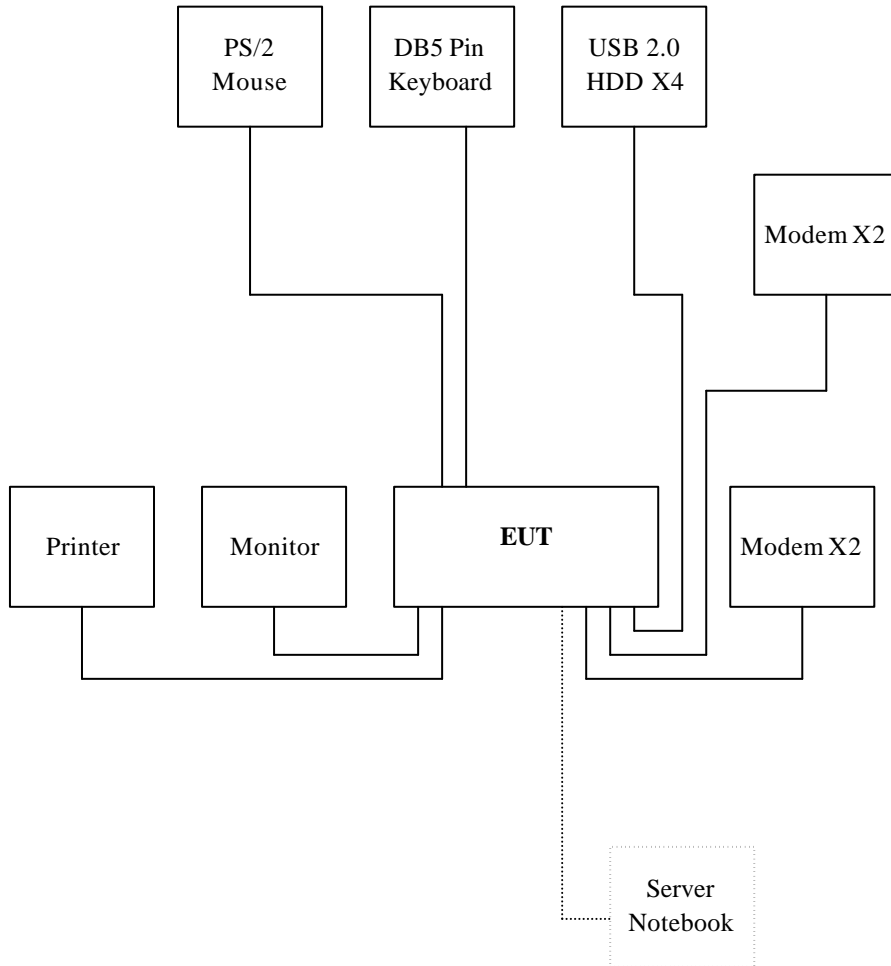 PS/2
Mouse
DB5 Pin
Keyboard
USB 2.0
HDD X4
Modem X2
Printer
Monitor
EUT
Modem X2
Server
Notebook